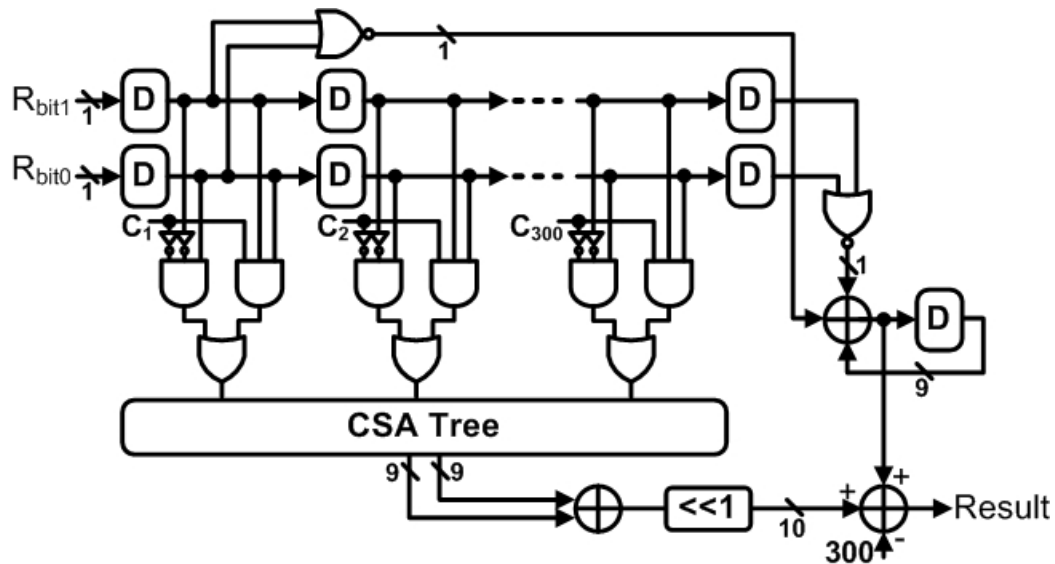 1
R_bit1 1 D D D
R_bit0 1 D D D
C_1 C_2 C_300
1
D
9
CSA Tree
9 9
<<1 10 + + Result
300 -